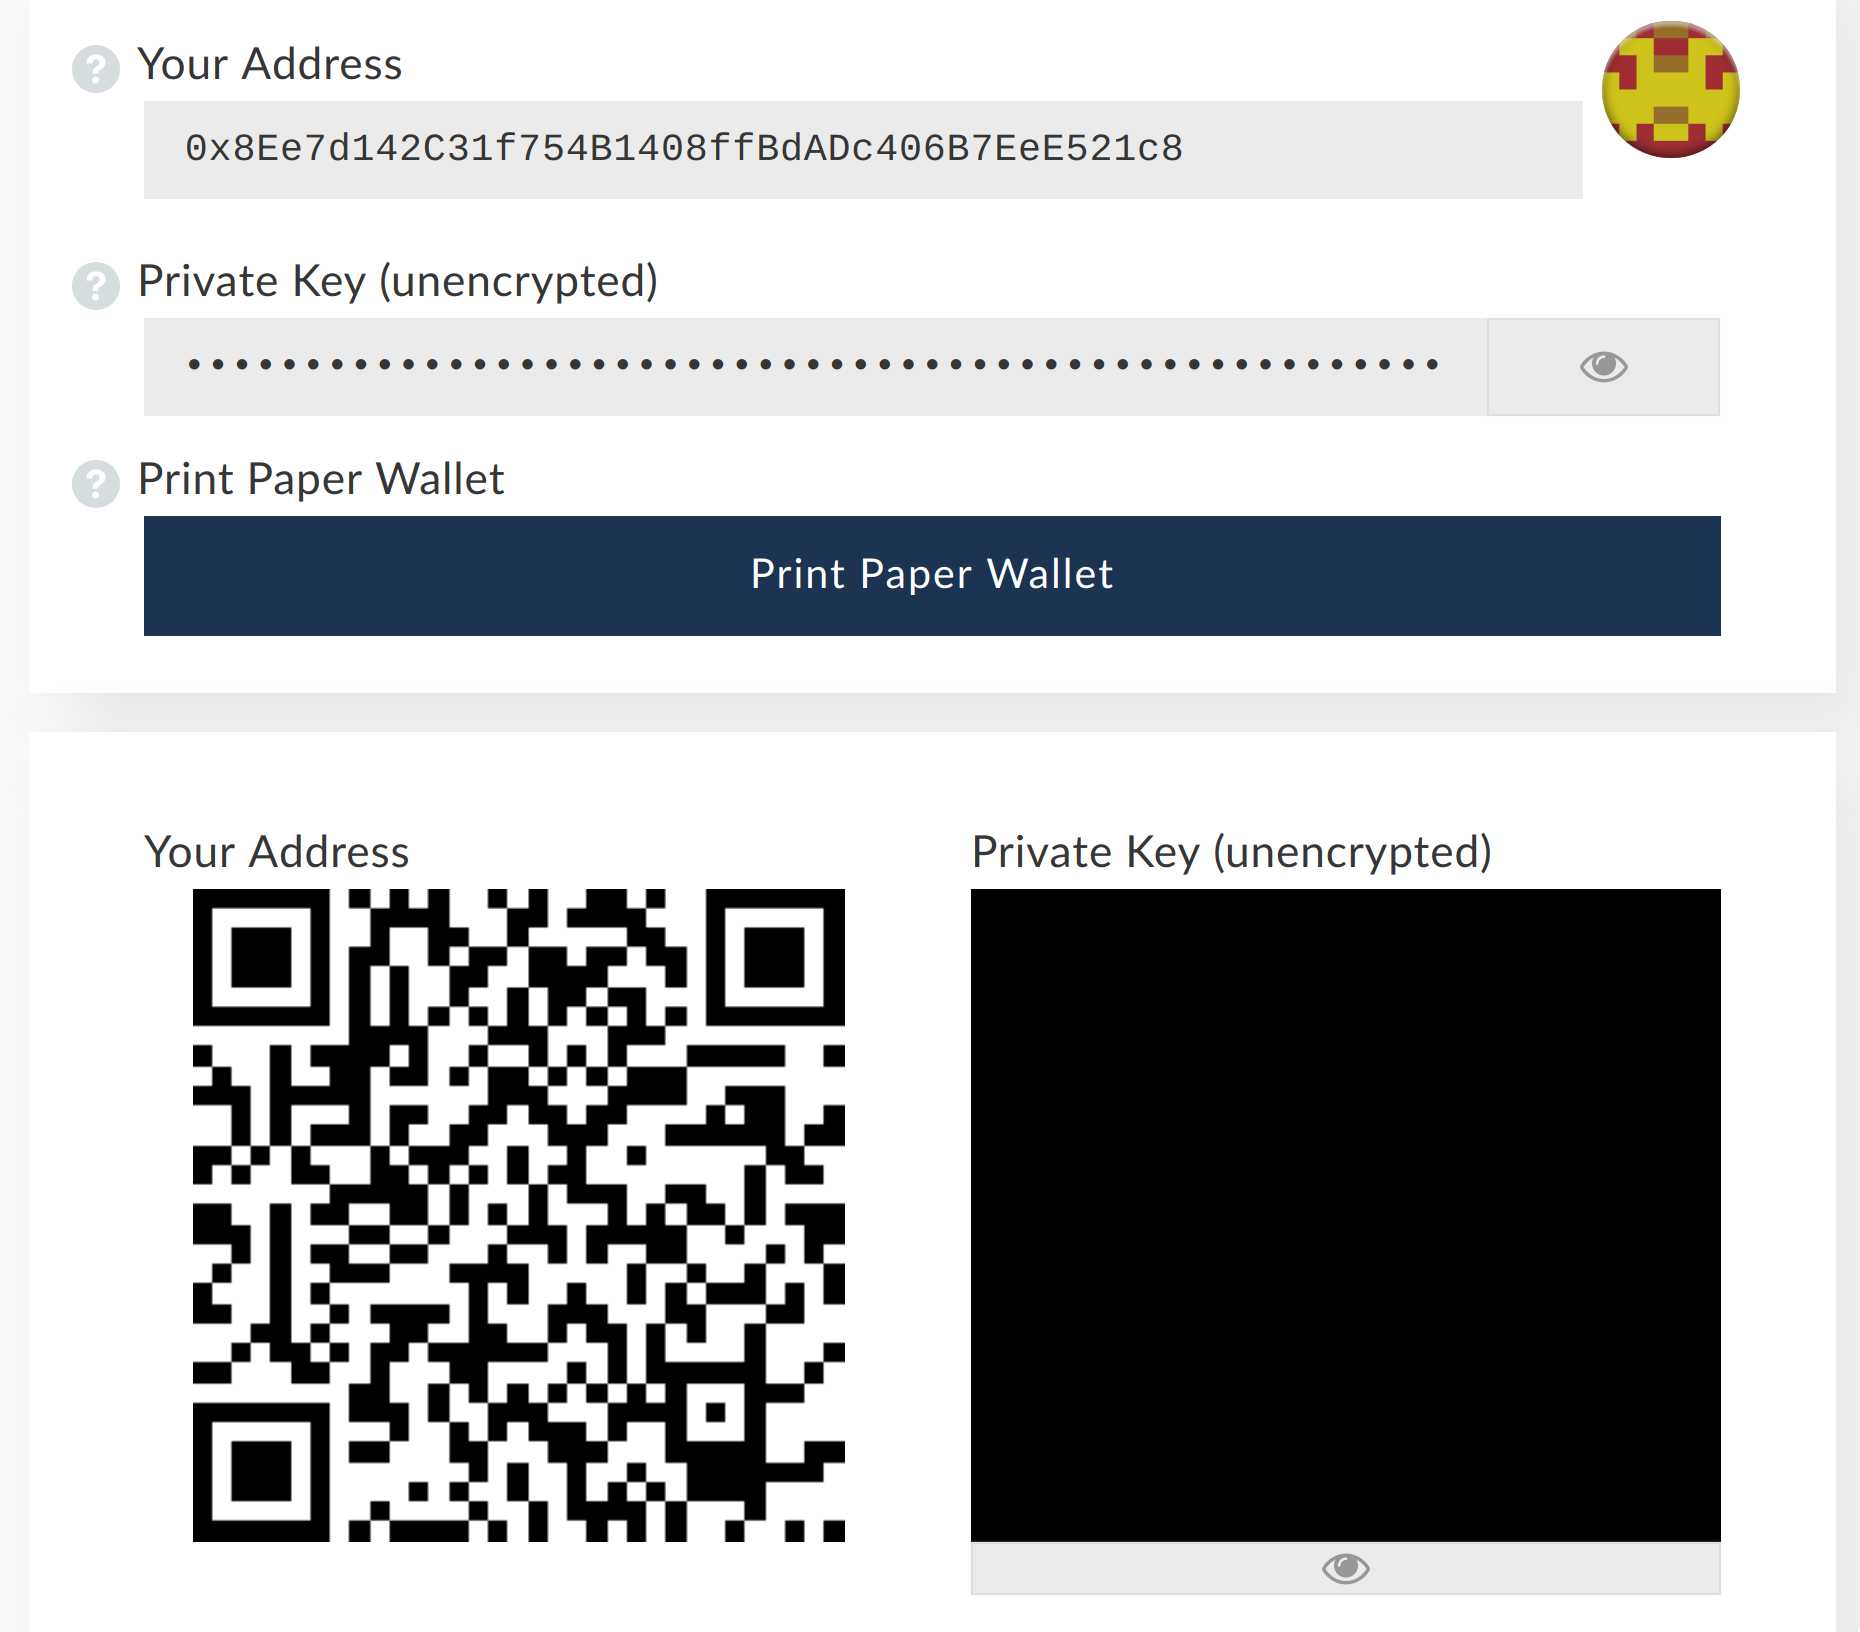 Your Address
0x8Ee7d142C31f754B1408ffBdADc406B7EeE521c8
Private Key (unencrypted)
Print Paper Wallet
Print Paper Wallet
Your Address
Private Key (unencrypted)